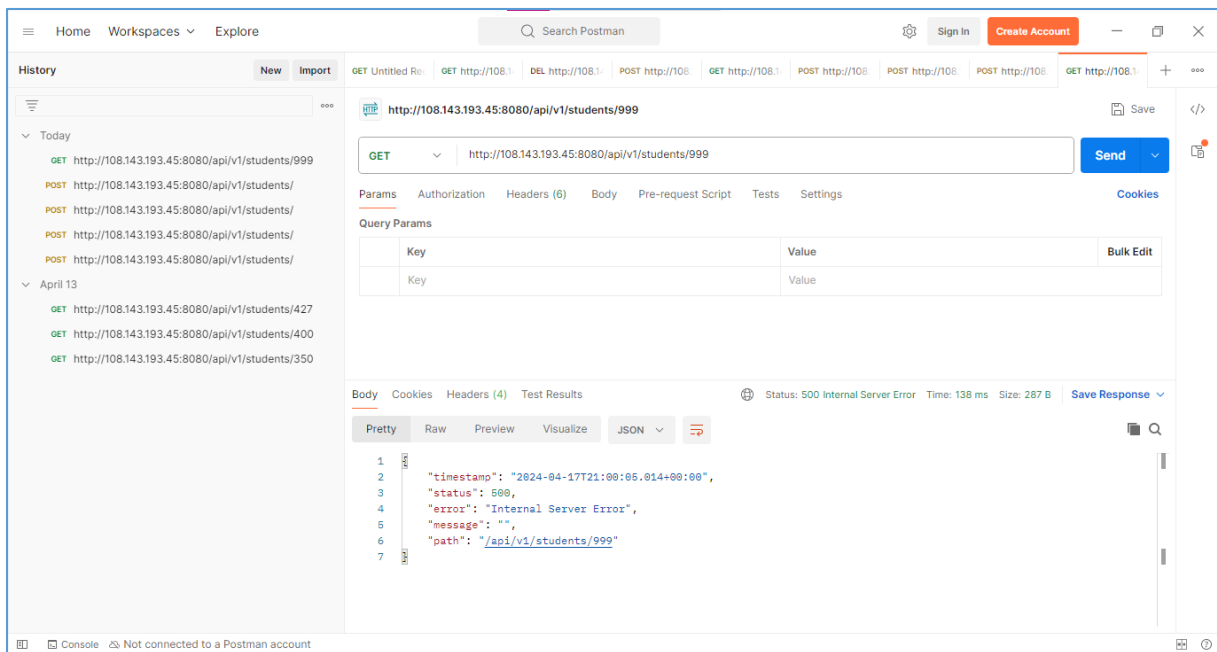 Home Workspaces Explore Search Postman Sign In Create Account
History New Import
GET Untitled Re GET http://108.1 DEL http://108.1 POST http://108. GET http://108.1 POST http://108. POST http://108. POST http://108. GET http://108.1
HTTP http://108.143.193.45:8080/api/v1/students/999 Save
Today
GET http://108.143.193.45:8080/api/v1/students/999
POST http://108.143.193.45:8080/api/v1/students/
POST http://108.143.193.45:8080/api/v1/students/
POST http://108.143.193.45:8080/api/v1/students/
POST http://108.143.193.45:8080/api/v1/students/
April 13
GET http://108.143.193.45:8080/api/v1/students/427
GET http://108.143.193.45:8080/api/v1/students/400
GET http://108.143.193.45:8080/api/v1/students/350
GET http://108.143.193.45:8080/api/v1/students/999 Send
Params Authorization Headers (6) Body Pre-request Script Tests Settings Cookies
Query Params
Key Value Bulk Edit
Key Value
Body Cookies Headers (4) Test Results Status: 500 Internal Server Error Time: 138 ms Size: 287 B Save Response
Pretty Raw Preview Visualize JSON
1 {
2 "timestamp": "2024-04-17T21:00:05.014+00:00",
3 "status": 500,
4 "error": "Internal Server Error",
5 "message": "",
6 "path": "/api/v1/students/999"
7 }
Console Not connected to a Postman account